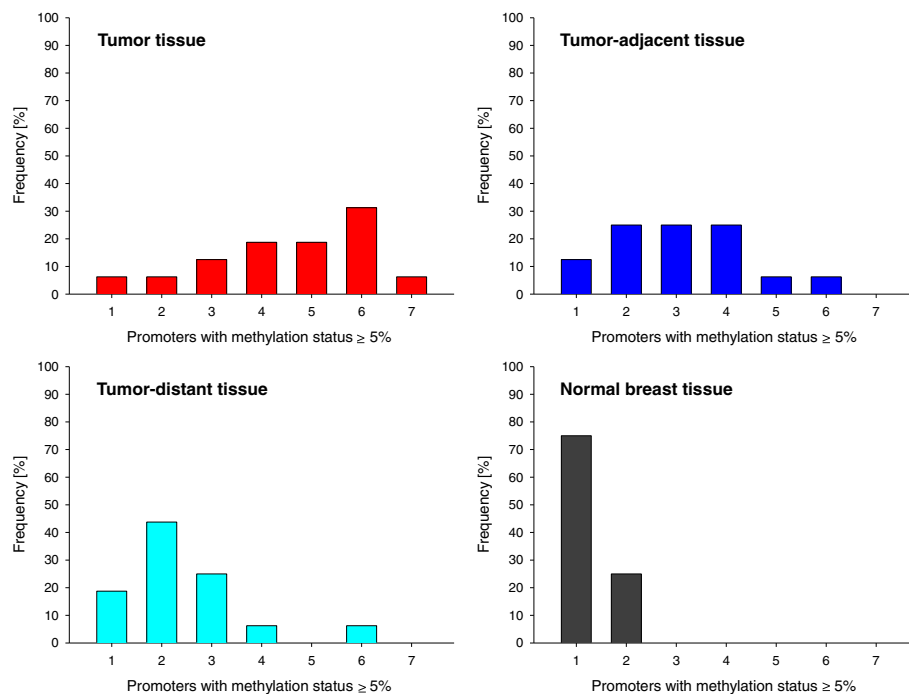 Tumor tissue
Frequency [%]
100
90
80
70
60
50
40
30
20
10
0
1 2 3 4 5 6 7
Promoters with methylation status ≥ 5%
Tumor-adjacent tissue
Frequency [%]
100
90
80
70
60
50
40
30
20
10
0
1 2 3 4 5 6 7
Promoters with methylation status ≥ 5%
Tumor-distant tissue
Frequency [%]
100
90
80
70
60
50
40
30
20
10
0
1 2 3 4 5 6 7
Promoters with methylation status ≥ 5%
Normal breast tissue
Frequency [%]
100
90
80
70
60
50
40
30
20
10
0
1 2 3 4 5 6 7
Promoters with methylation status ≥ 5%